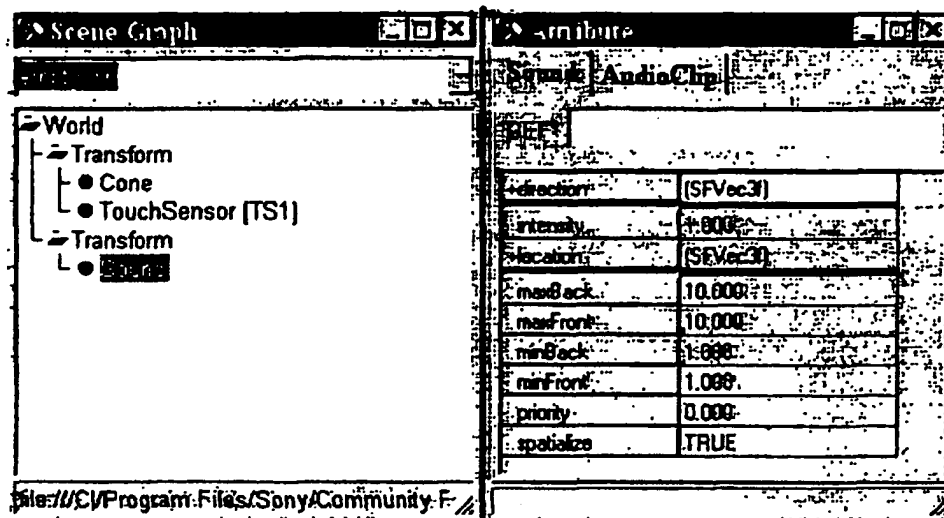 Scene Graph
World
Transform
Cone
TouchSensor [TS1]
Transform
Sound
file:///C|/Program Files/Sony/Community P
Attribute
Sound AudioClip
DEF
+direction (SFVec3f)
intensity 1.000
+location (SFVec3f)
maxBack 10.000
maxFront 10.000
minBack 1.000
minFront 1.000
priority 0.000
spatialize TRUE